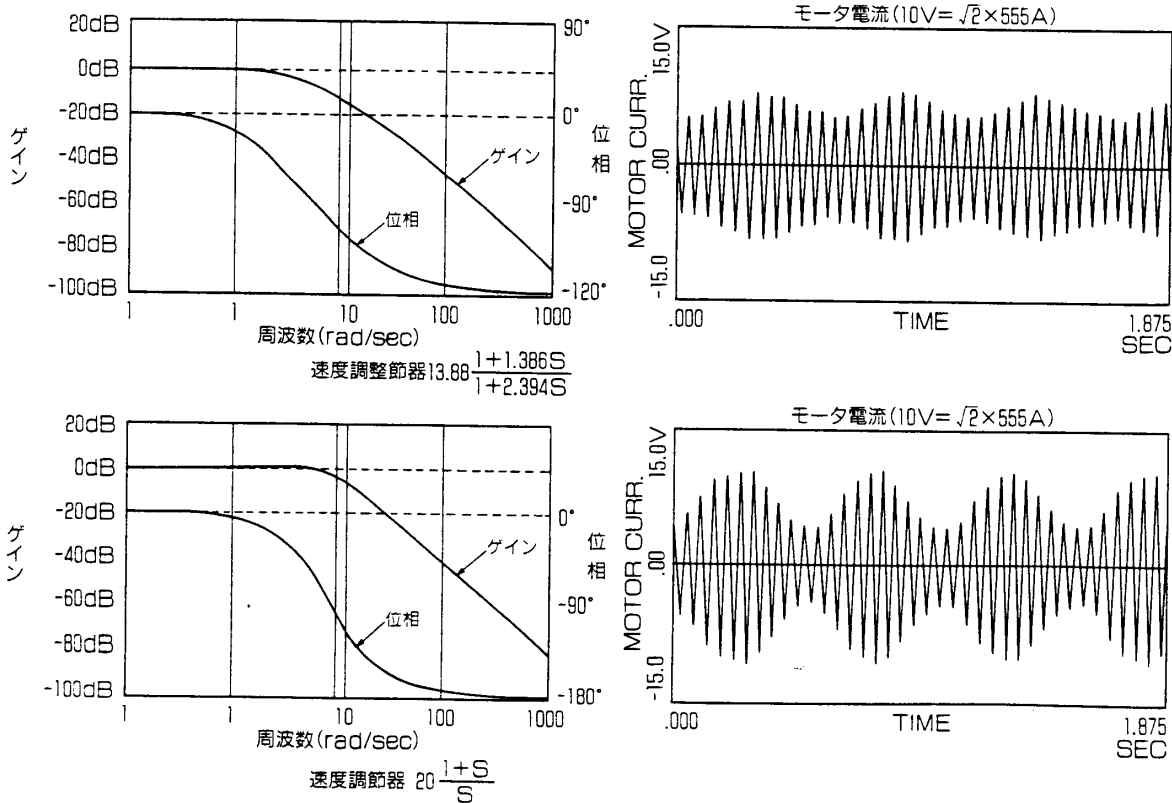 20dB
0dB
-20dB
-40dB
-60dB
-80dB
-100dB
ゲイン
90°
0°
-90°
-120°
位相
ゲイン
位相
1
1
10
100
1000
周波数(rad/sec)
速度調整節器13.88 1+1.386S / 1+2.394S
モータ電流(10V=√2×555A)
MOTOR CURR.
15.0V
.00
-15.0
.000
TIME
1.875
SEC
20dB
0dB
-20dB
-40dB
-60dB
-80dB
-100dB
ゲイン
0°
-90°
-180°
位相
ゲイン
位相
1
1
10
100
1000
周波数(rad/sec)
速度調節器 20 1+S / S
モータ電流(10V=√2×555A)
MOTOR CURR.
15.0V
.00
-15.0
.000
TIME
1.875
SEC